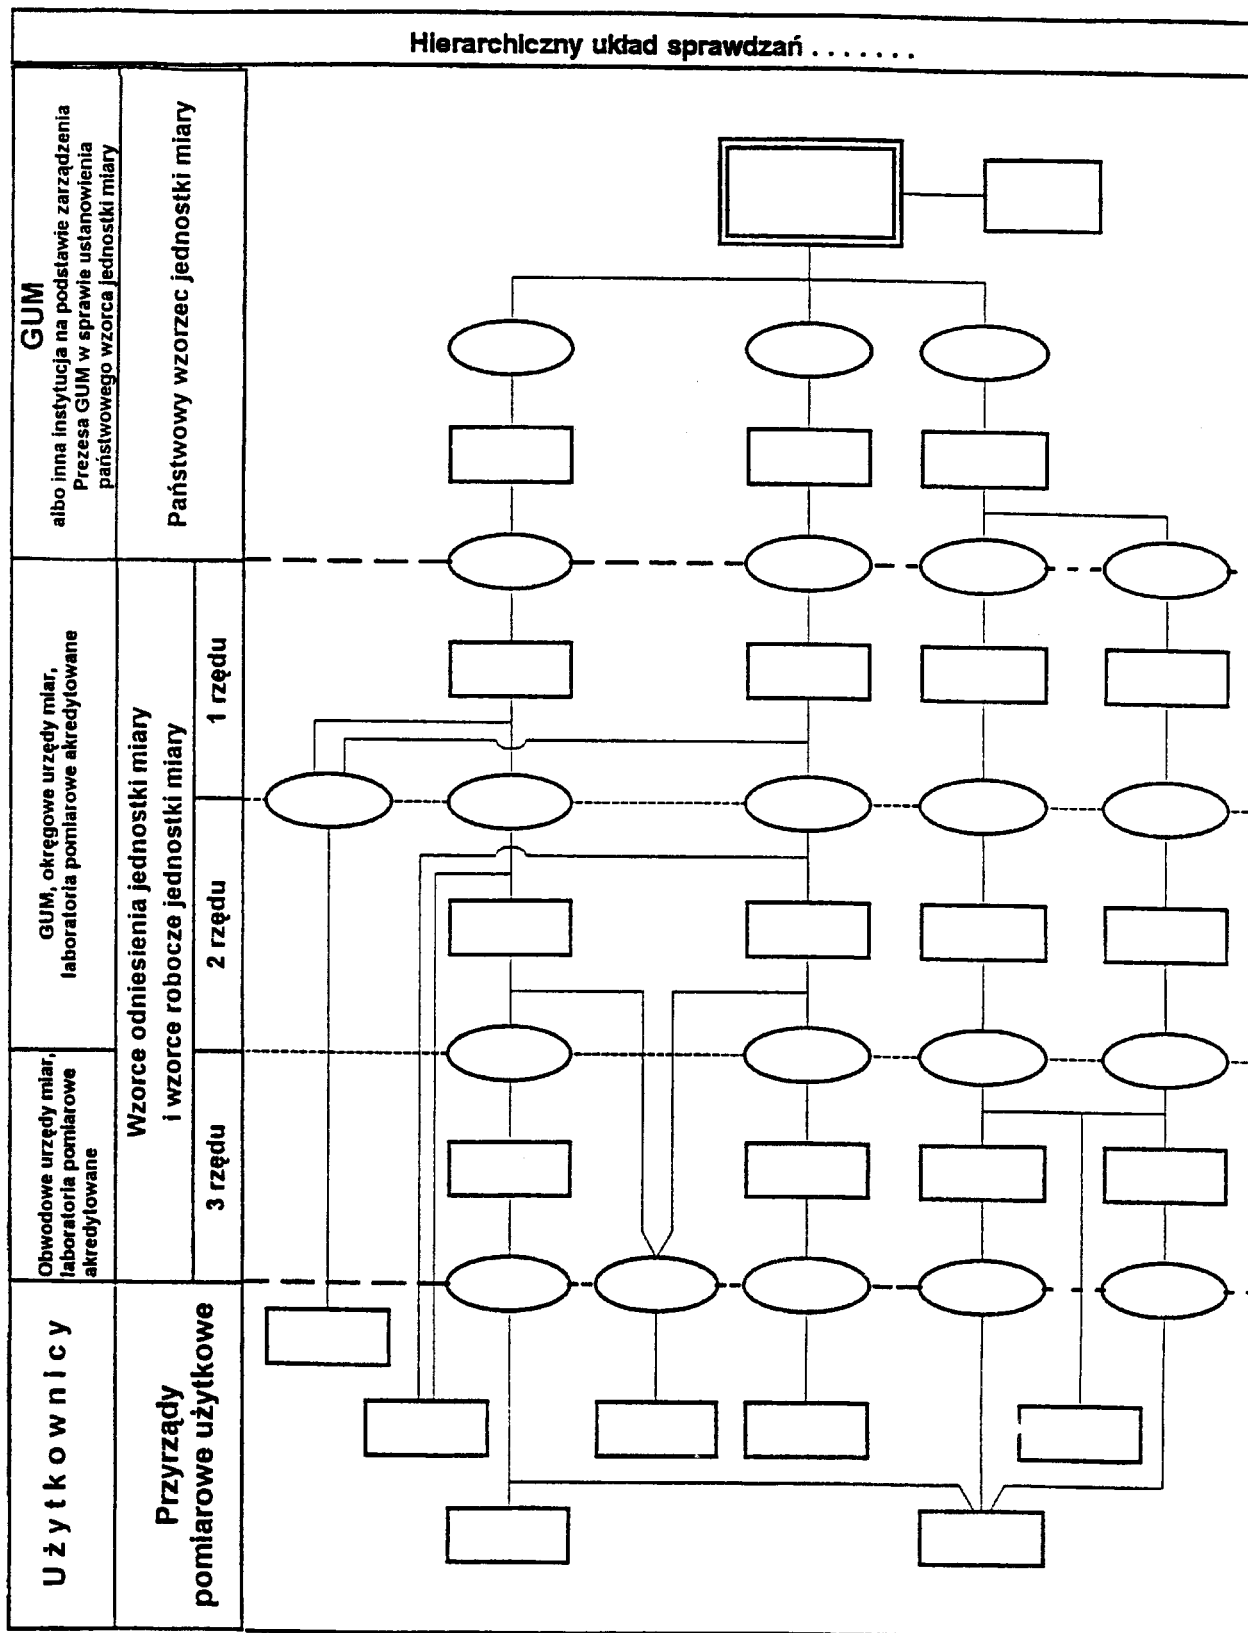 Hierarchiczny układ sprawdzań . . . . . . .
GUM
albo inna instytucja na podstawie zarządzenia
Prezesa GUM w sprawie ustanowienia
państwowego wzorca jednostki miary
Państwowy wzorzec jednostki miary
GUM, okręgowe urzędy miar,
laboratoria pomiarowe akredytowane
Wzorce odniesienia jednostki miary
i wzorce robocze jednostki miary
1 rzędu
2 rzędu
Obwodowe urzędy miar,
laboratoria pomiarowe
akredytowane
3 rzędu
Użytkownicy
Przyrządy
pomiarowe użytkowe